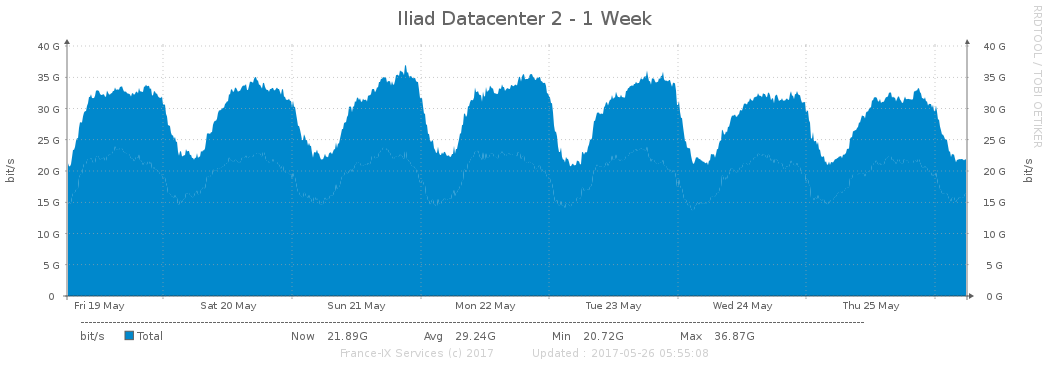 Iliad Datacenter 2 - 1 Week
RRDTOOL / TOBI OETIKER
40 G 40 G
35 G 35 G
30 G 30 G
25 G 25 G
20 G 20 G
15 G 15 G
10 G 10 G
5 G 5 G
0 0 G
bit/s bit/s
Fri 19 May Sat 20 May Sun 21 May Mon 22 May Tue 23 May Wed 24 May Thu 25 May
bit/s Total Now 21.89G Avg 29.24G Min 20.72G Max 36.87G
France-IX Services (c) 2017 Updated : 2017-05-26 05:55:08